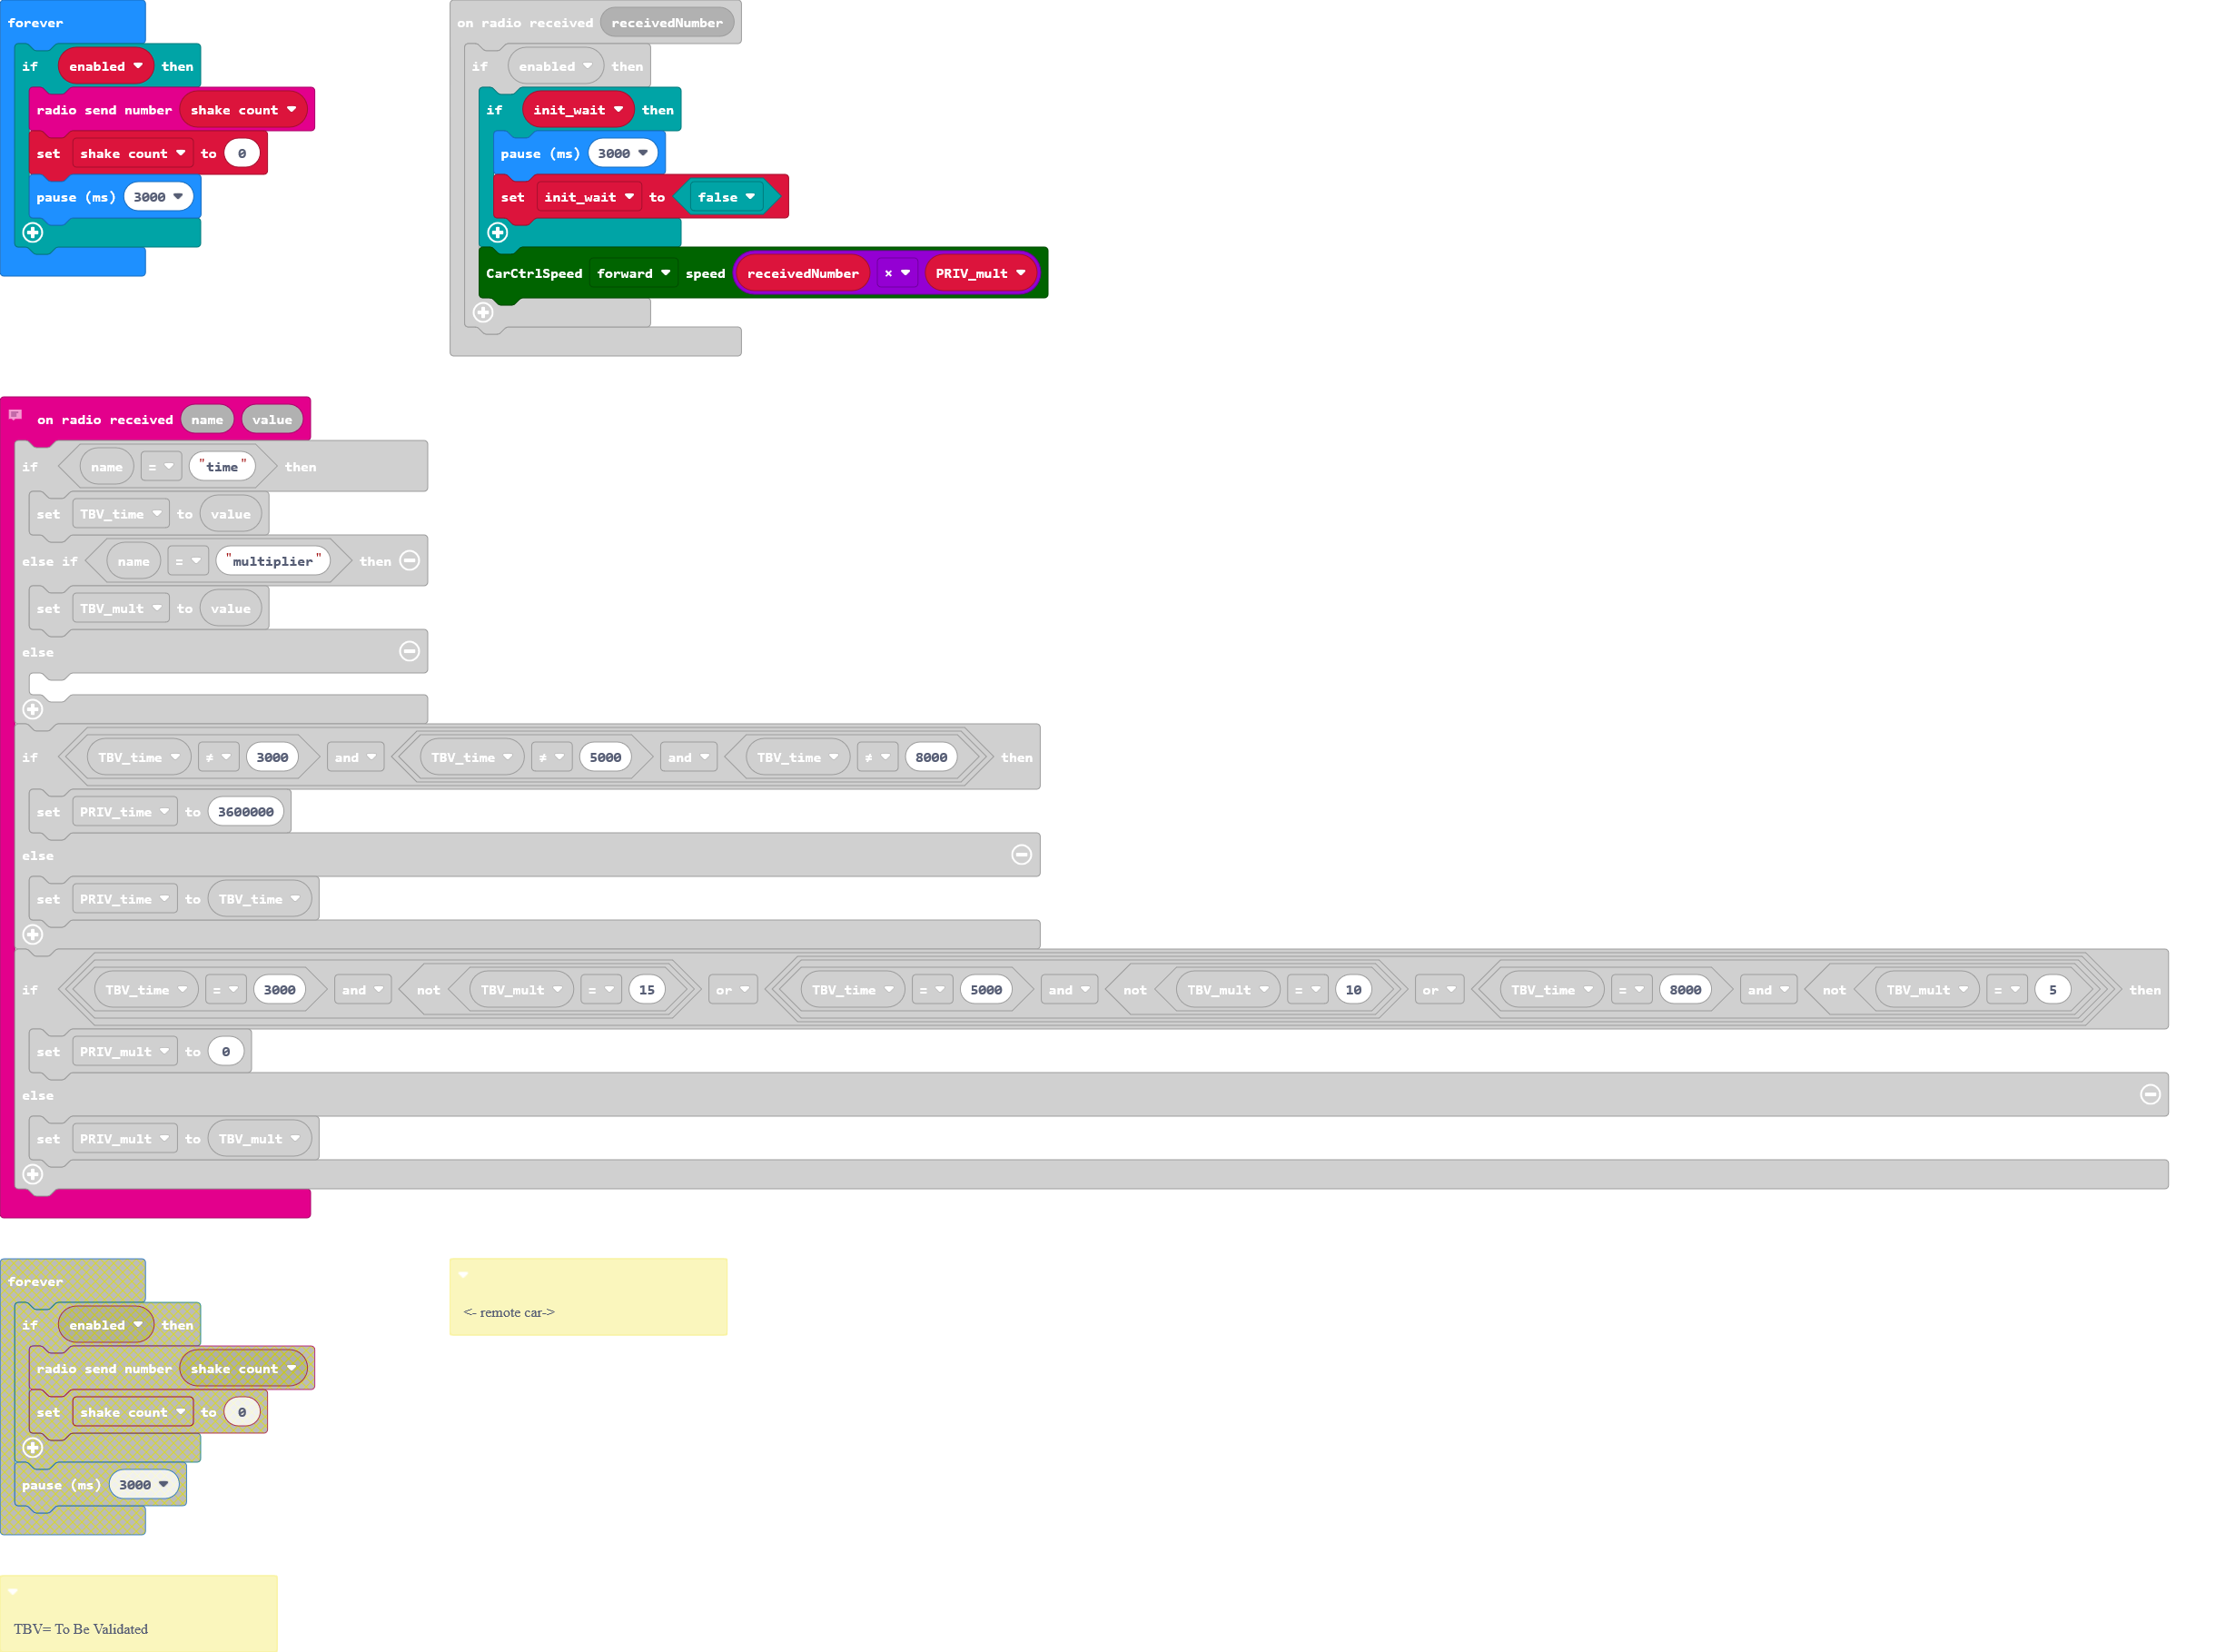 forever
if enabled then
radio send number shake count
set shake count to 0
pause (ms) 3000
on radio received receivedNumber
if enabled then
if init_wait then
pause (ms) 3000
set init_wait to false
CarCtrlSpeed forward speed receivedNumber × PRIV_mult
on radio received name value
if name = "time" then
set TBV_time to value
else if name = "multiplier" then
set TBV_mult to value
else
if TBV_time ≠ 3000 and TBV_time ≠ 5000 and TBV_time ≠ 8000 then
set PRIV_time to 3600000
else
set PRIV_time to TBV_time
if TBV_time = 3000 and not TBV_mult = 15 or TBV_time = 5000 and not TBV_mult = 10 or TBV_time = 8000 and not TBV_mult = 5 then
set PRIV_mult to 0
else
set PRIV_mult to TBV_mult
forever
if enabled then
radio send number shake count
set shake count to 0
pause (ms) 3000
<- remote car->
TBV= To Be Validated